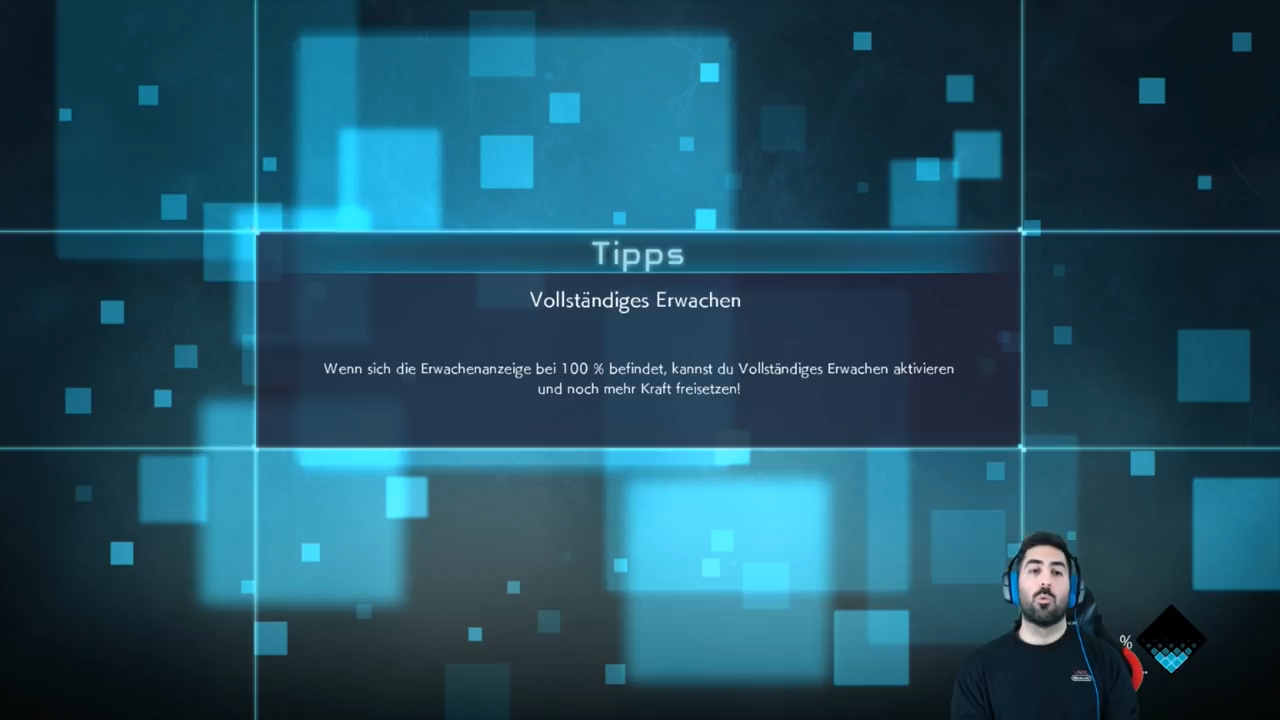 Tipps
Vollständiges Erwachen
Wenn sich die Erwachenanzeige bei 100 % befindet, kannst du Vollständiges Erwachen aktivieren
und noch mehr Kraft freisetzen!
%
Nintendo